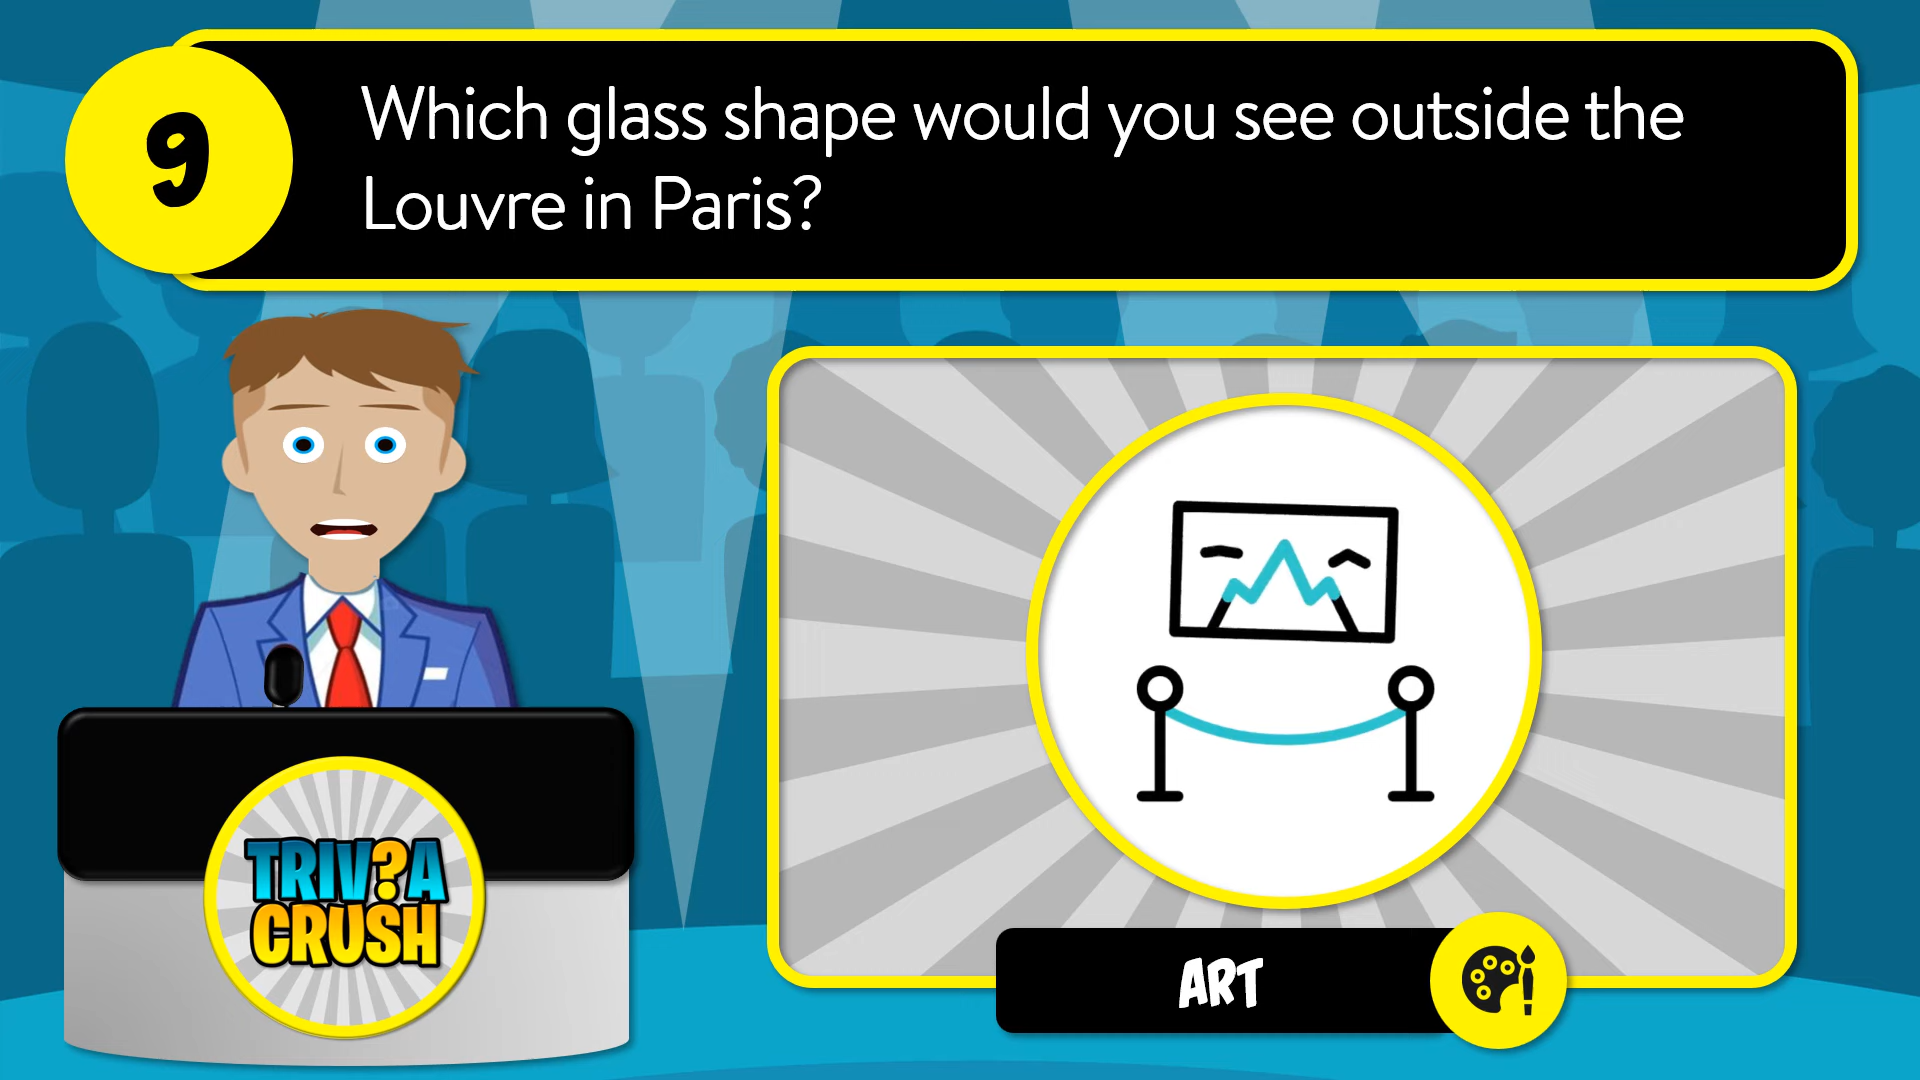 9
Which glass shape would you see outside the
Louvre in Paris?
TRIV?A
CRUSH
ART